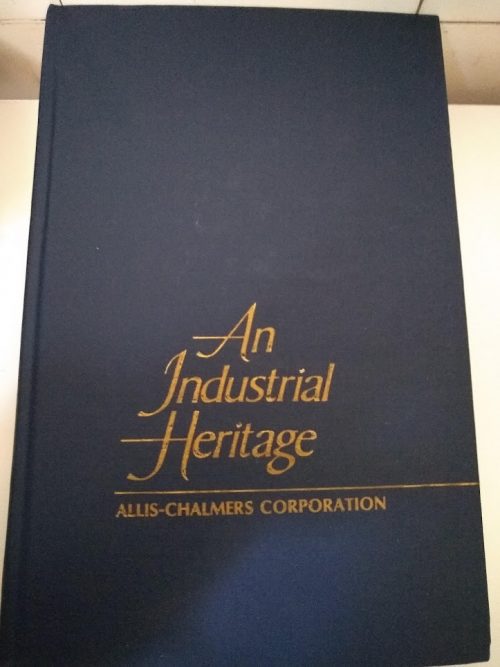 An
Industrial
Heritage
ALLIS-CHALMERS CORPORATION